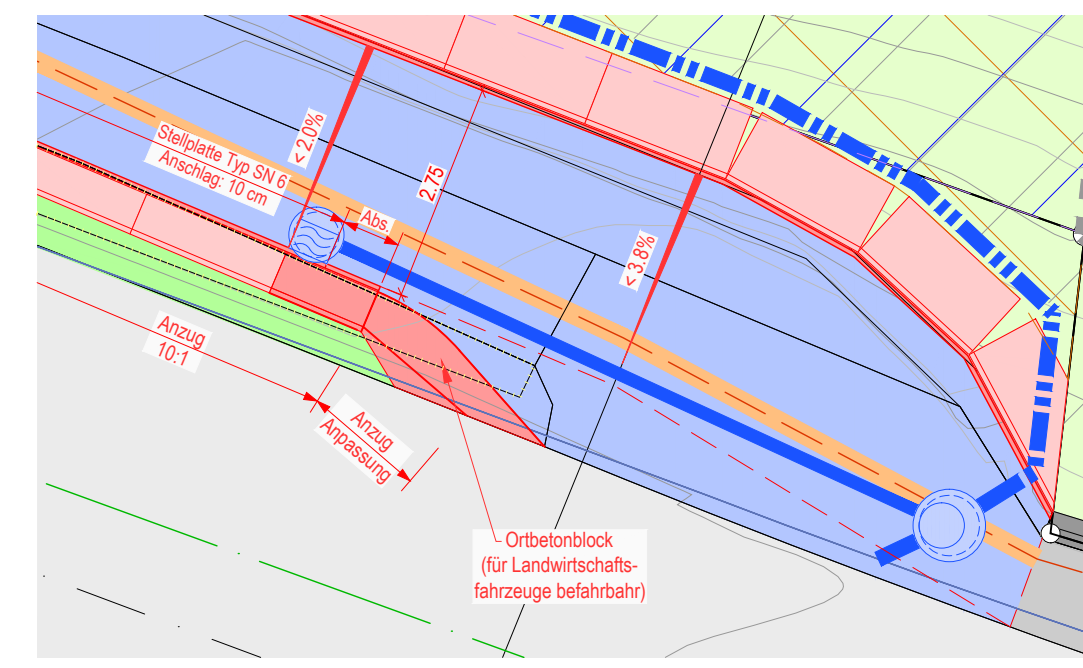 < 2.0%
Stellplatte Typ SN 6
Anschlag: 10 cm
2.75
Abs.
< 3.8%
Anzug
10:1
Anzug
Anpassung
Ortbetonblock
(für Landwirtschafts-
fahrzeuge befahrbahr)